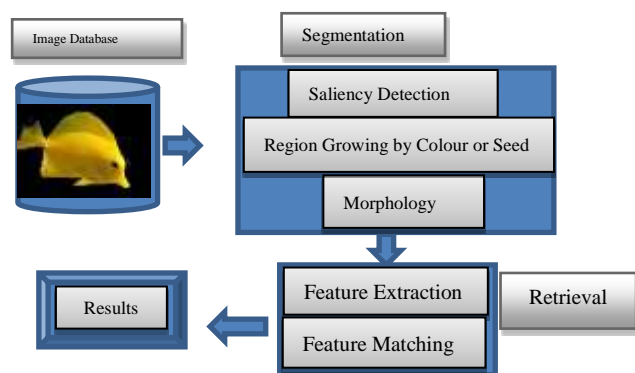 Image Database
Segmentation
Saliency Detection
Region Growing by Colour or Seed
Morphology
Feature Extraction
Retrieval
Results
Feature Matching